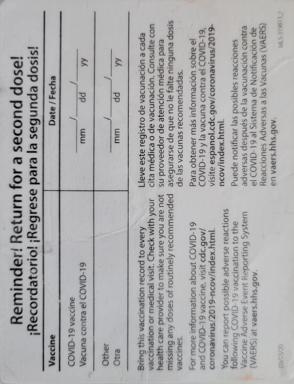 Reminder! Return for a second dose!
¡Recordatorio! ¡Regrese para la segunda dosis!
Vaccine Date / Fecha
COVID-19 vaccine
Vacuna contra el COVID-19
mm dd yy
Other
Otra
mm dd yy
Bring this vaccination record to every
vaccination or medical visit. Check with your
health care provider to make sure you are not
missing any doses of routinely recommended
vaccines.
For more information about COVID-19
and COVID-19 vaccine, visit cdc.gov/
coronavirus/2019-ncov/index.html.
You can report possible adverse reactions
following COVID-19 vaccination to the
Vaccine Adverse Event Reporting System
(VAERS) at vaers.hhs.gov.
Lleve este registro de vacunación a cada
cita médica o de vacunación. Consulte con
su proveedor de atención médica para
asegurarse de que no le falte ninguna dosis
de las vacunas recomendadas.
Para obtener más información sobre el
COVID-19 y la vacuna contra el COVID-19,
visite espanol.cdc.gov/coronavirus/2019-
ncov/index.html.
Puede notificar las posibles reacciones
adversas después de la vacunación contra
el COVID-19 al Sistema de Notificación de
Reacciones Adversas a las Vacunas (VAERS)
en vaers.hhs.gov.